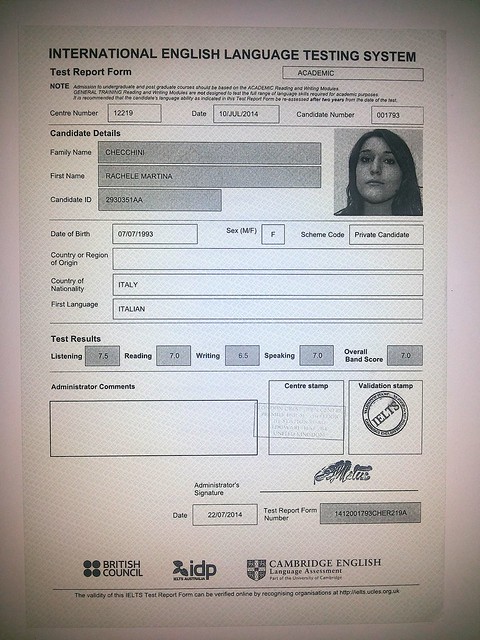 INTERNATIONAL ENGLISH LANGUAGE TESTING SYSTEM
Test Report Form
ACADEMIC
NOTE Admission to undergraduate and post graduate courses should be based on the ACADEMIC Reading and Writing Modules.
GENERAL TRAINING Reading and Writing Modules are not designed to test the full range of language skills required for academic purposes.
It is recommended that the candidate's language ability as indicated in this Test Report Form be re-assessed after two years from the date of the test.
Centre Number 12219 Date 10/JUL/2014 Candidate Number 001793
Candidate Details
Family Name CHECCHINI
First Name RACHELE MARTINA
Candidate ID 2930351AA
Date of Birth 07/07/1993 Sex (M/F) F Scheme Code Private Candidate
Country or Region
of Origin
Country of
Nationality ITALY
First Language ITALIAN
Test Results
Listening 7.5 Reading 7.0 Writing 6.5 Speaking 7.0 Overall
Band Score 7.0
Administrator Comments
Centre stamp
UNITED KINGDOM
Validation stamp
IELTS
Administrator's
Signature
Date 22/07/2014
Test Report Form
Number 1412001793CHER219A
BRITISH
COUNCIL
idp
IELTS AUSTRALIA
CAMBRIDGE ENGLISH
Language Assessment
Part of the University of Cambridge
The validity of this IELTS Test Report Form can be verified online by recognising organisations at http://ielts.ucles.org.uk